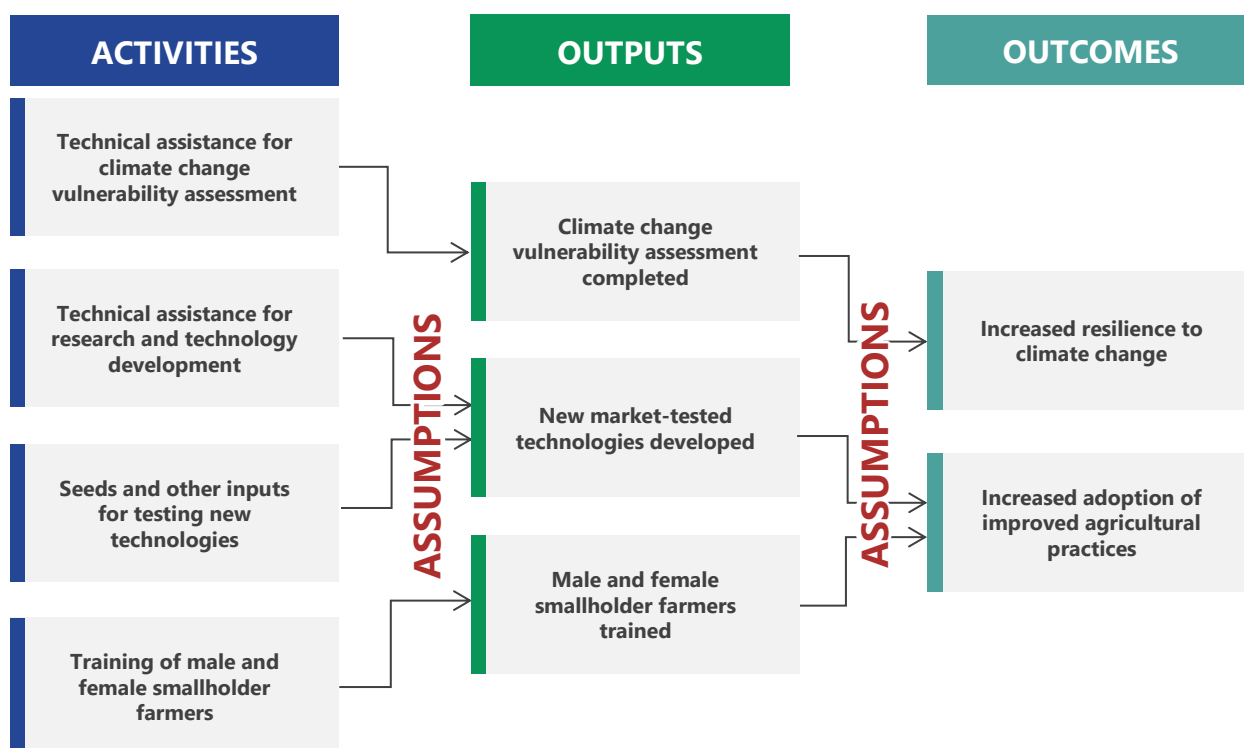 ACTIVITIES
Technical assistance for
climate change
vulnerability assessment
Technical assistance for
research and technology
development
Seeds and other inputs
for testing new
technologies
Training of male and
female smallholder
farmers
ASSUMPTIONS
OUTPUTS
Climate change
vulnerability assessment
completed
New market-tested
technologies developed
Male and female
smallholder farmers
trained
ASSUMPTIONS
OUTCOMES
Increased resilience to
climate change
Increased adoption of
improved agricultural
practices